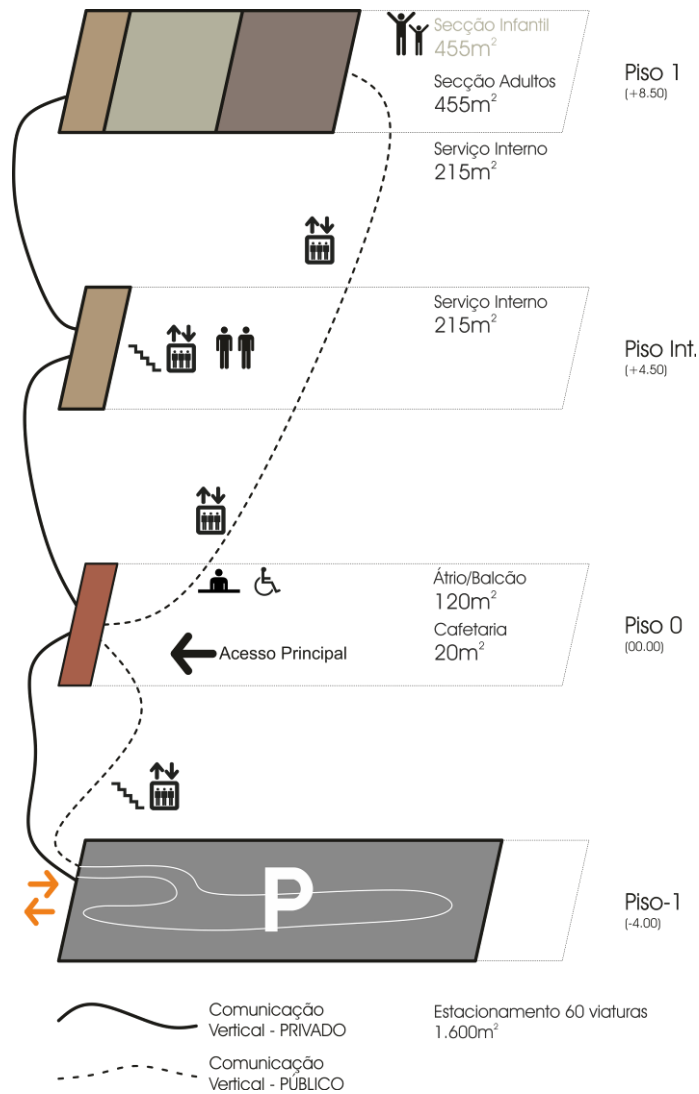 Secção Infantil
455m²
Secção Adultos
455m²
Piso 1
(+8.50)
Serviço Interno
215m²
Serviço Interno
215m²
Piso Int.
(+4.50)
Átrio/Balcão
120m²
Cafetaria
20m²
Piso 0
(00.00)
Acesso Principal
P
Piso-1
(-4.00)
Comunicação
Vertical - PRIVADO
Estacionamento 60 viaturas
1.600m²
Comunicação
Vertical - PÚBLICO